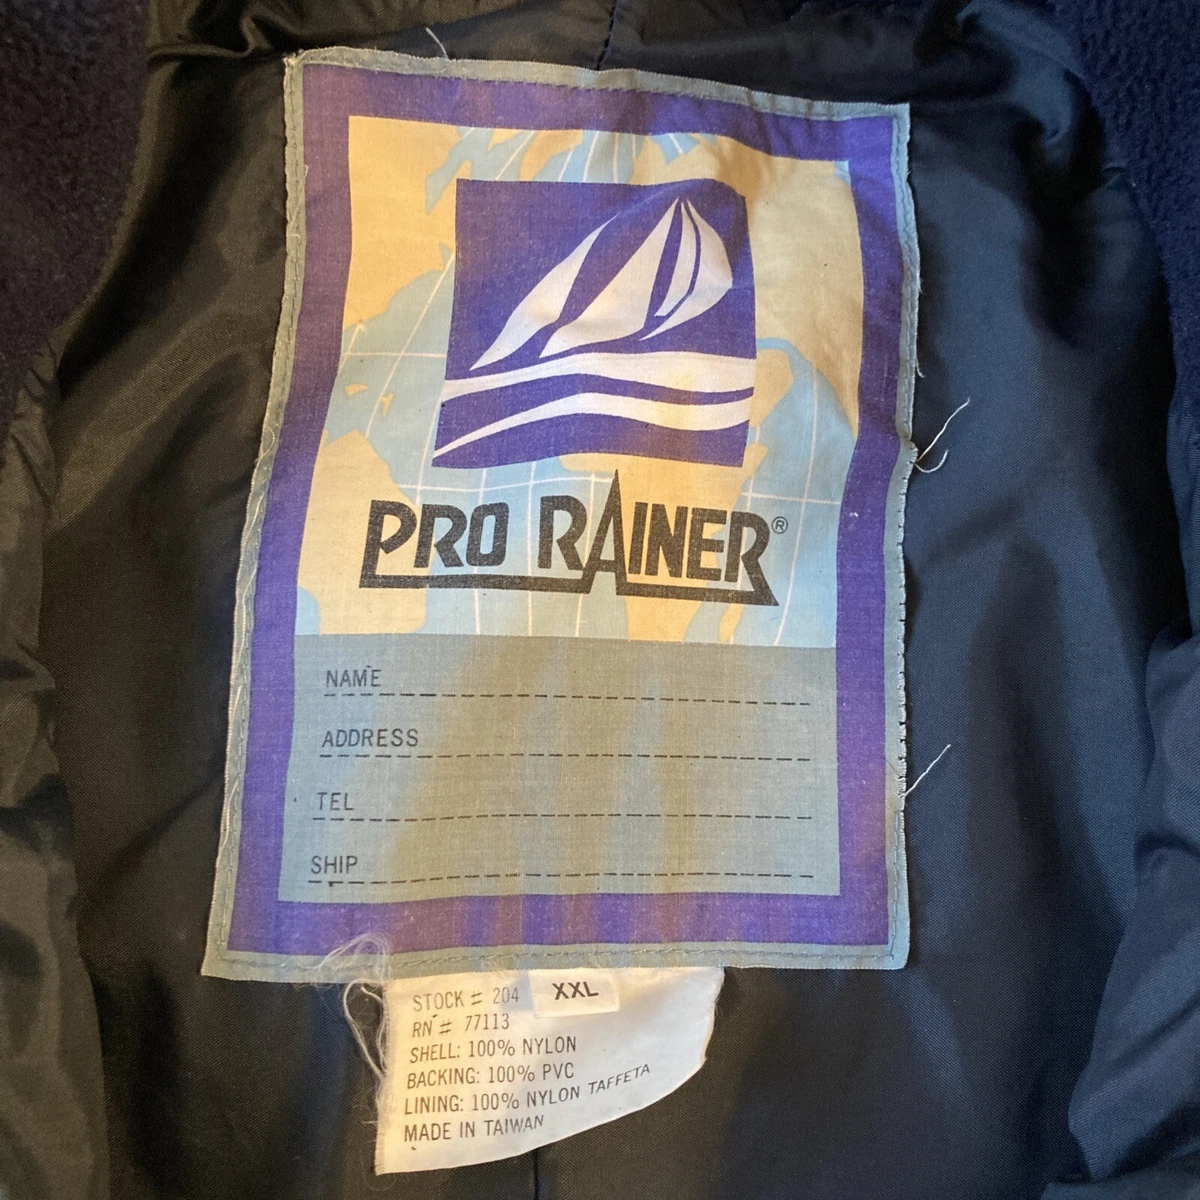 PRO RAINER®
NAME
ADDRESS
TEL
SHIP
STOCK # 204 XXL
RN # 77113
SHELL: 100% NYLON
BACKING: 100% PVC
LINING: 100% NYLON TAFFETA
MADE IN TAIWAN